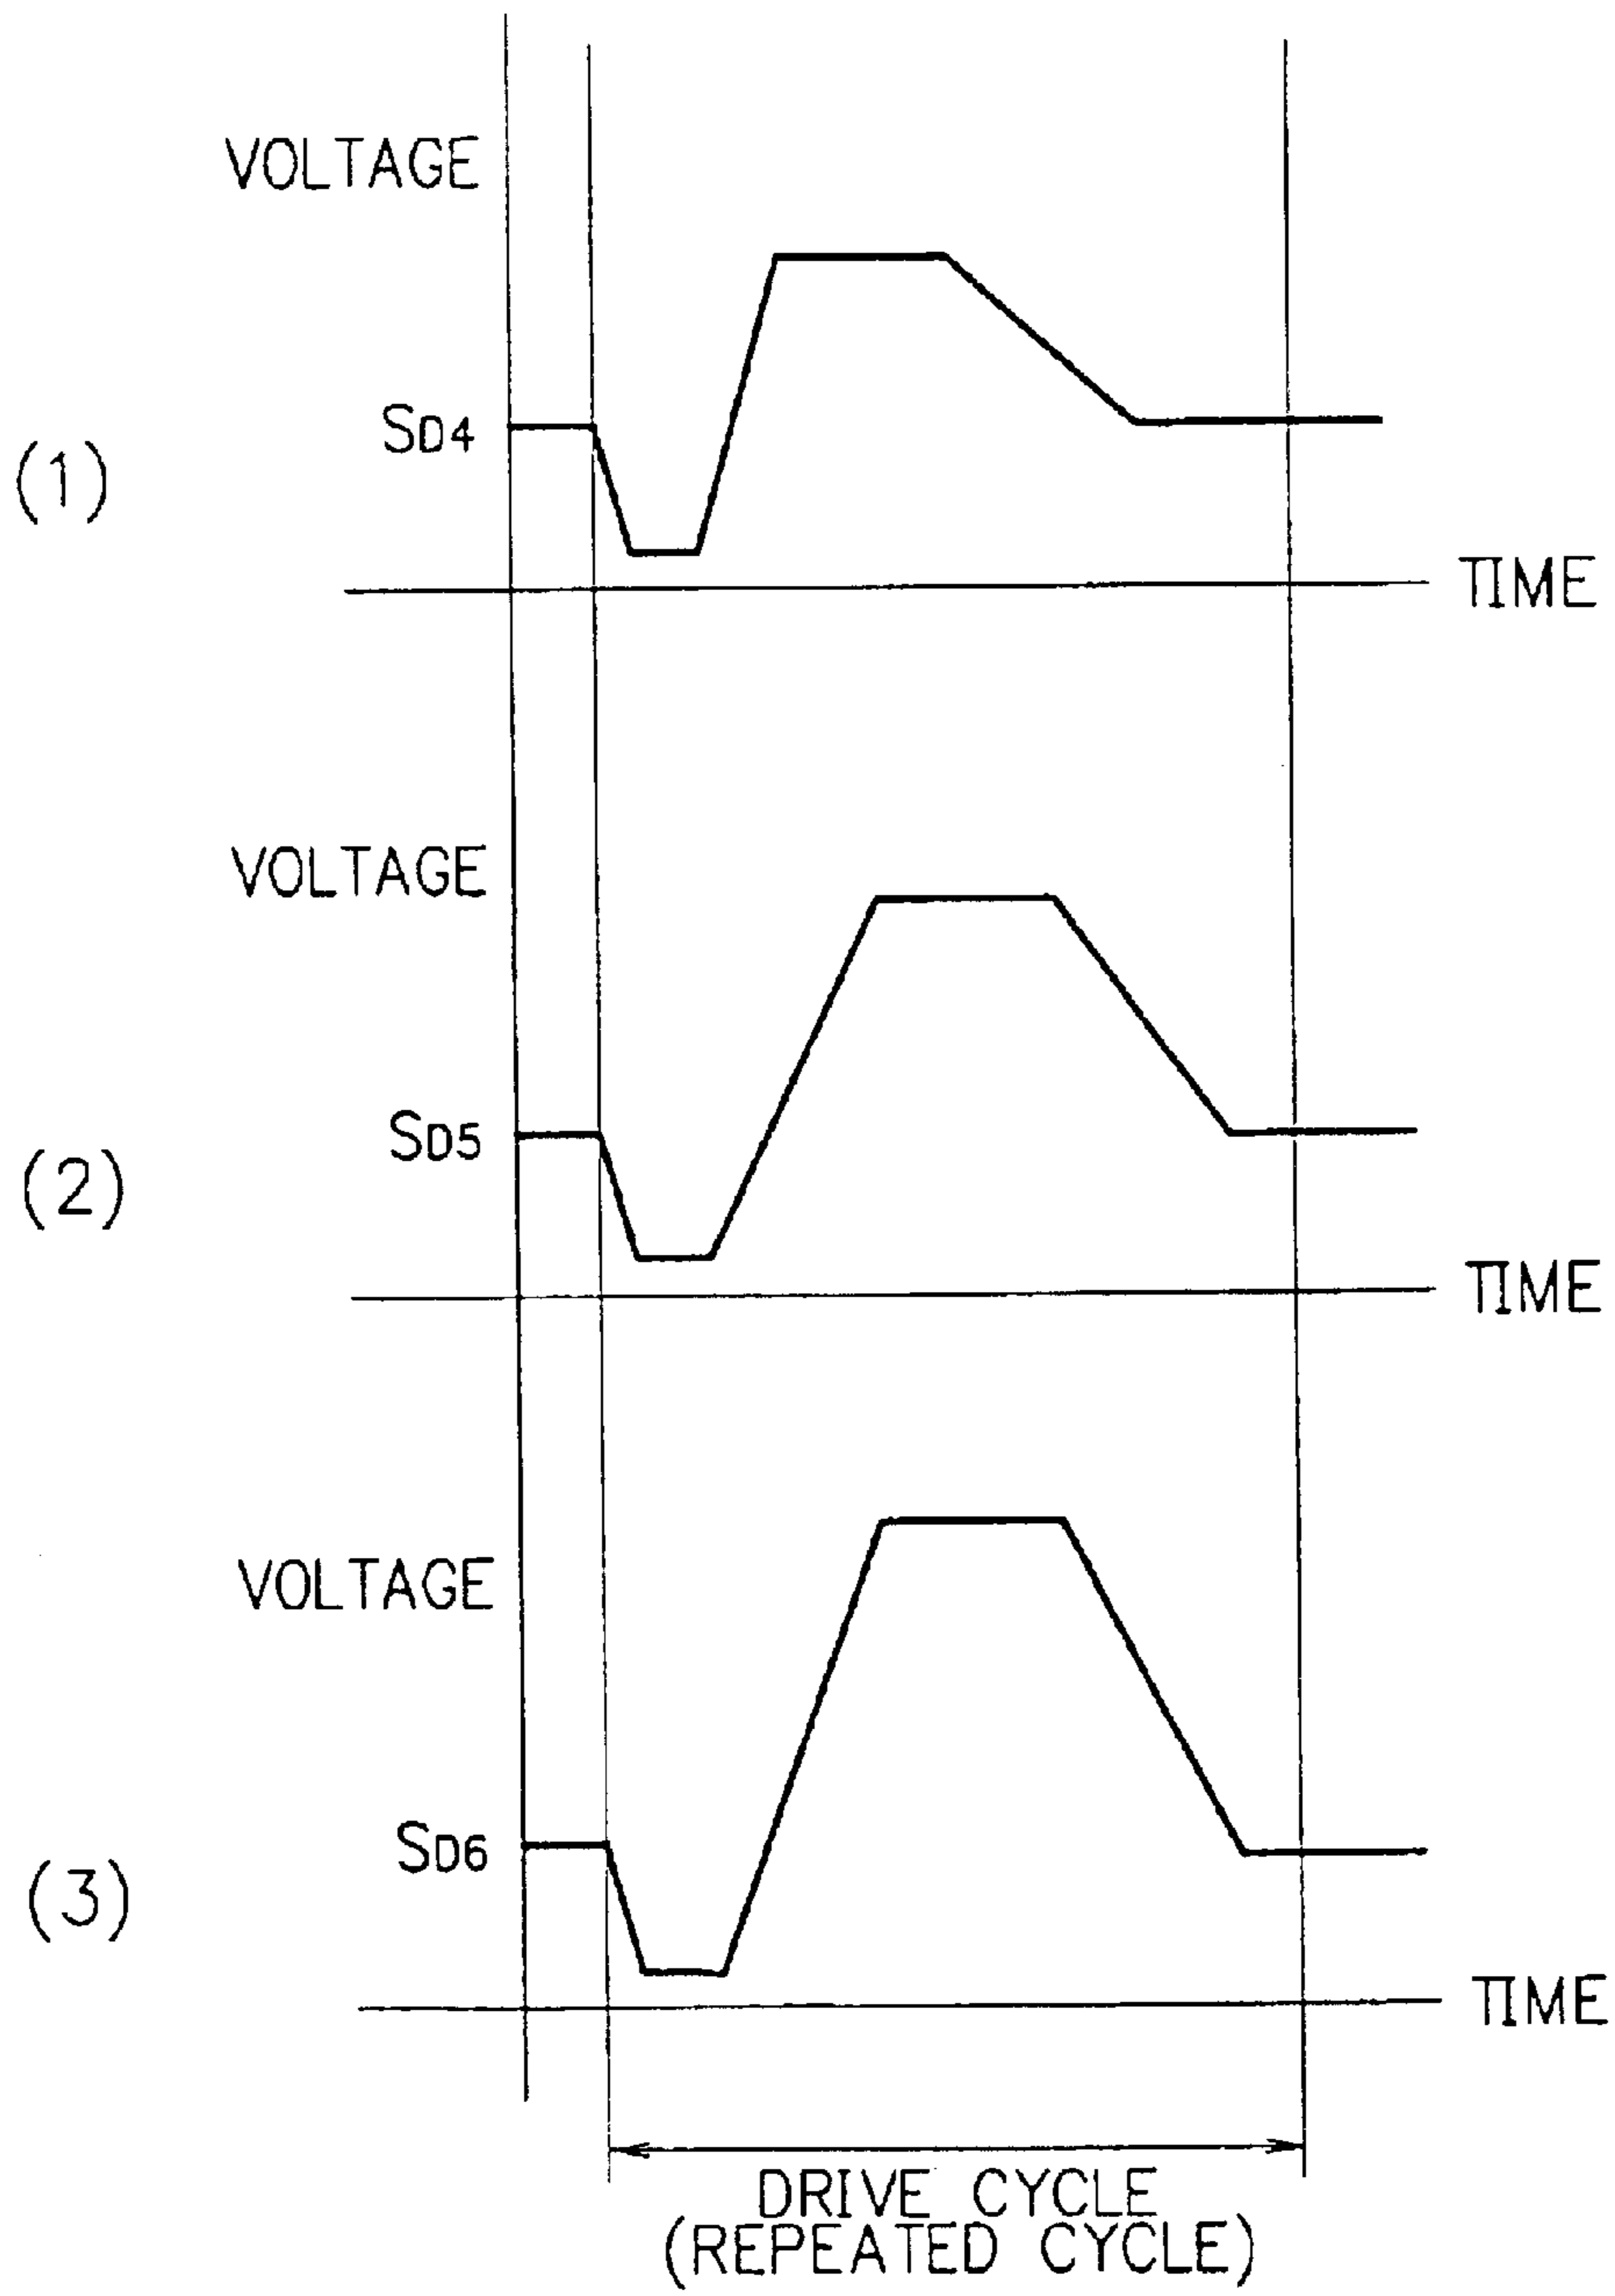 VOLTAGE
SD4
(1)
TIME
VOLTAGE
SD5
(2)
TIME
VOLTAGE
SD6
(3)
TIME
DRIVE CYCLE
(REPEATED CYCLE)